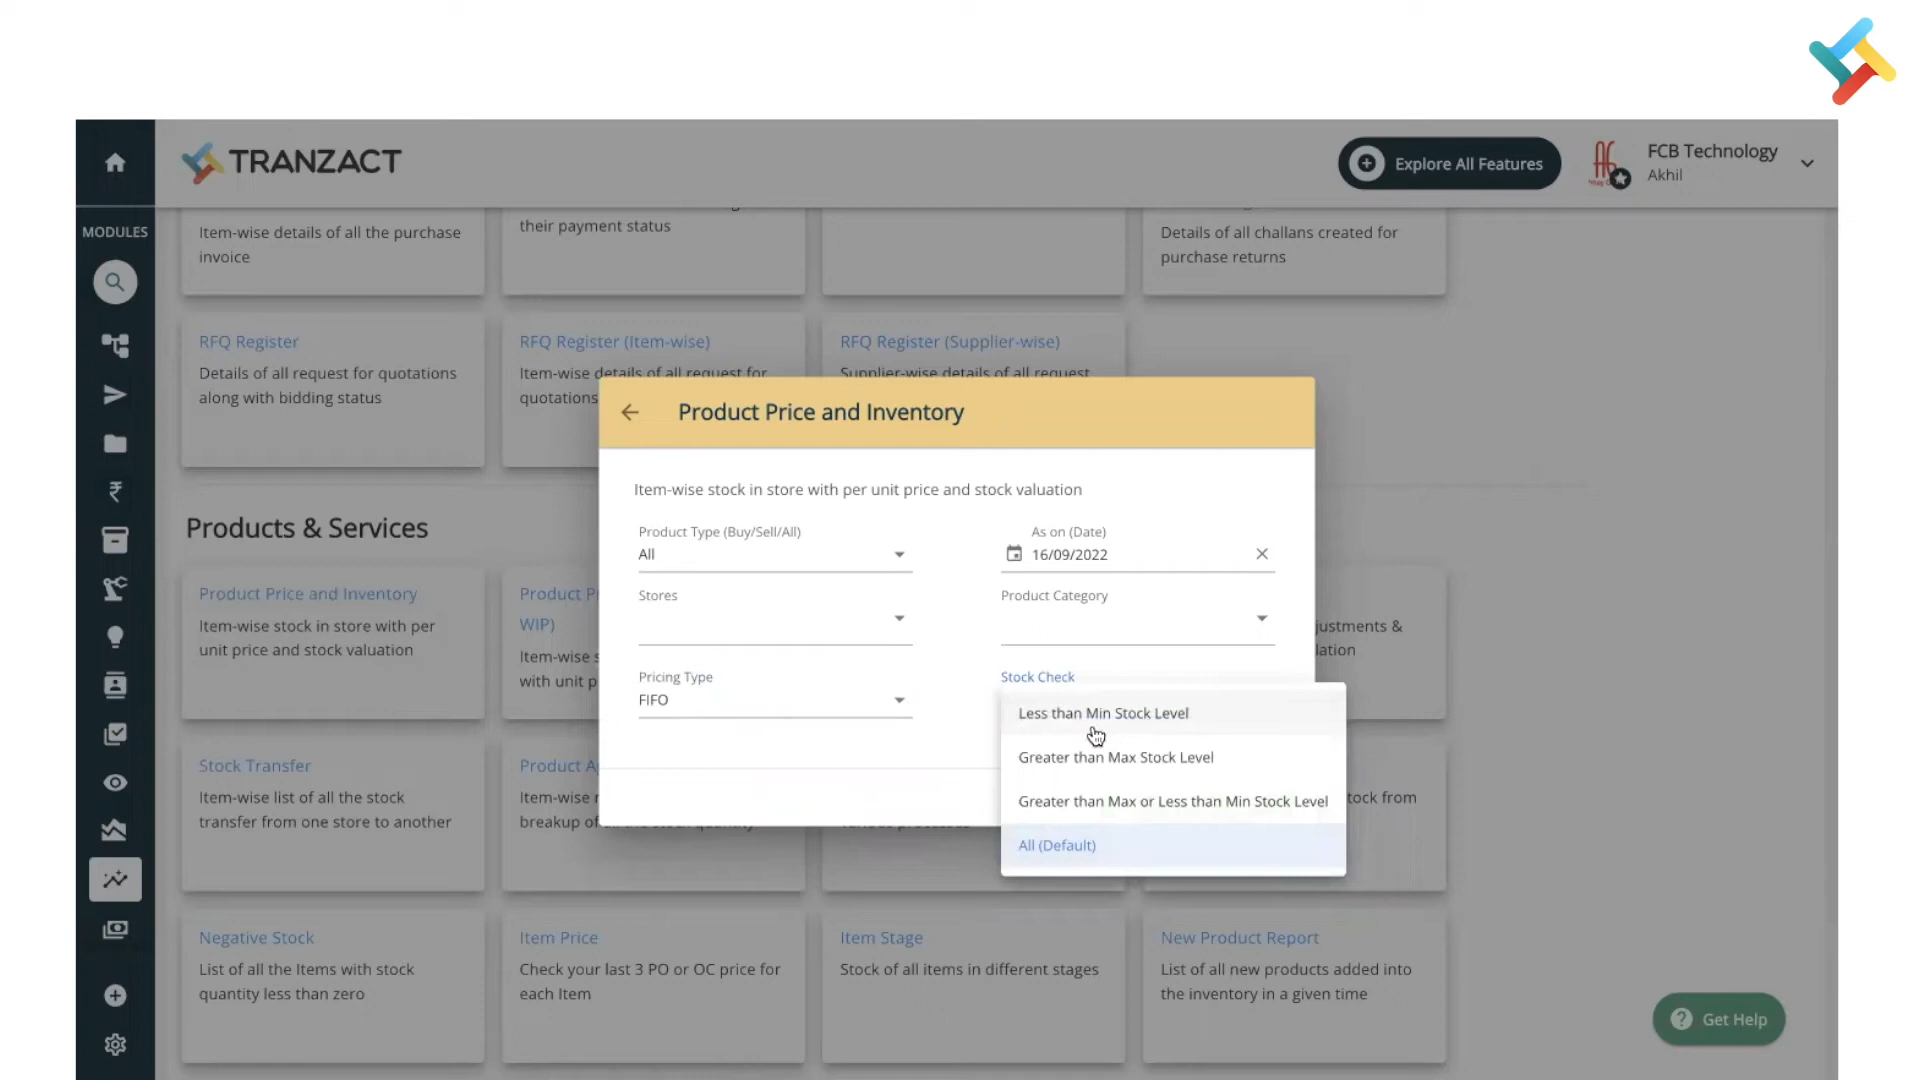 TRANZACT
Explore All Features
FCB Technology
Akhil
MODULES
Item-wise details of all the purchase
invoice
their payment status
Details of all challans created for
purchase returns
RFQ Register
Details of all request for quotations
along with bidding status
RFQ Register (Item-wise)
Item-wise details of all request for
quotations
RFQ Register (Supplier-wise)
Supplier-wise details of all request
Product Price and Inventory
Item-wise stock in store with per unit price and stock valuation
Product Type (Buy/Sell/All)
All
As on (Date)
16/09/2022
Stores
Product Category
Pricing Type
FIFO
Stock Check
Less than Min Stock Level
Greater than Max Stock Level
Greater than Max or Less than Min Stock Level
All (Default)
Products & Services
Product Price and Inventory
Item-wise stock in store with per
unit price and stock valuation
Product P
WIP)
Item-wise s
with unit p
justments &
lation
Stock Transfer
Item-wise list of all the stock
transfer from one store to another
Product A
Item-wise r
breakup of
tock from
Negative Stock
List of all the Items with stock
quantity less than zero
Item Price
Check your last 3 PO or OC price for
each Item
Item Stage
Stock of all items in different stages
New Product Report
List of all new products added into
the inventory in a given time
Get Help